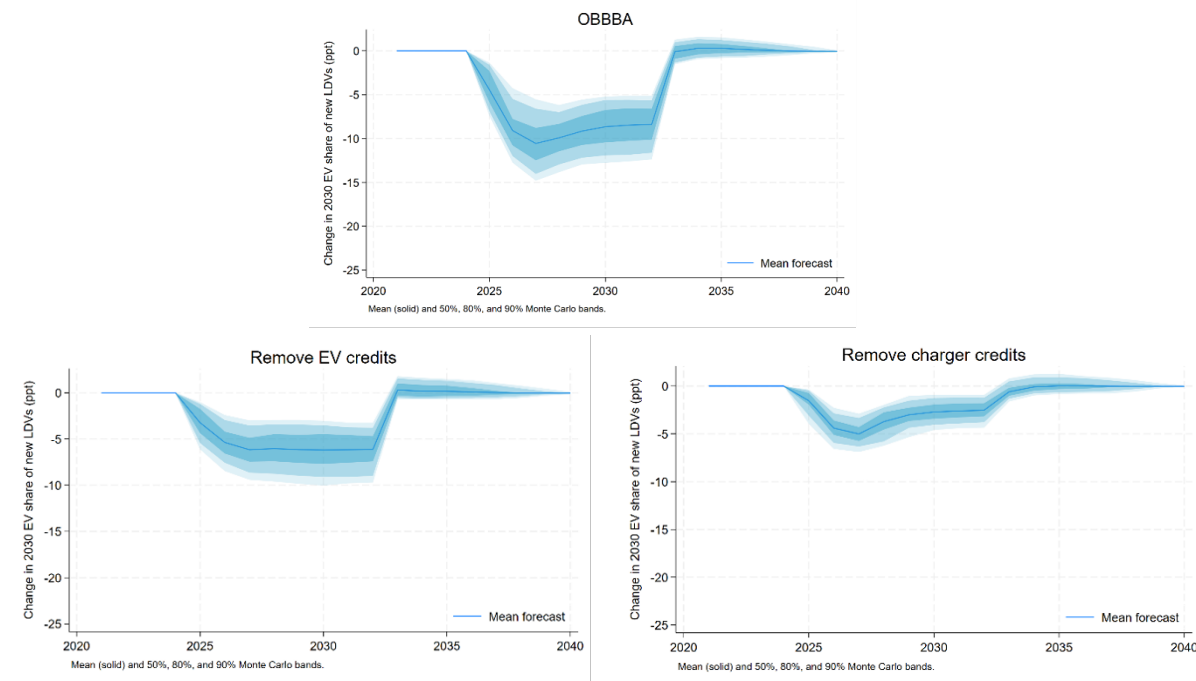 OBBBA
Change in 2030 EV share of new LDVs (ppt)
0
-5
-10
-15
-20
-25
Mean forecast
2020 2025 2030 2035 2040
Mean (solid) and 50%, 80%, and 90% Monte Carlo bands.
Remove EV credits
Change in 2030 EV share of new LDVs (ppt)
0
-5
-10
-15
-20
-25
Mean forecast
2020 2025 2030 2035 2040
Mean (solid) and 50%, 80%, and 90% Monte Carlo bands.
Remove charger credits
Change in 2030 EV share of new LDVs (ppt)
0
-5
-10
-15
-20
-25
Mean forecast
2020 2025 2030 2035 2040
Mean (solid) and 50%, 80%, and 90% Monte Carlo bands.